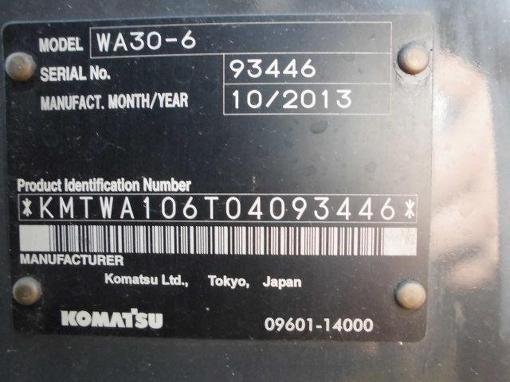 MODEL WA30-6
SERIAL No. 93446
MANUFACT. MONTH/YEAR 10/2013
Product Identification Number
*KMTWA106T04093446*
MANUFACTURER
Komatsu Ltd., Tokyo, Japan
KOMATSU 09601-14000